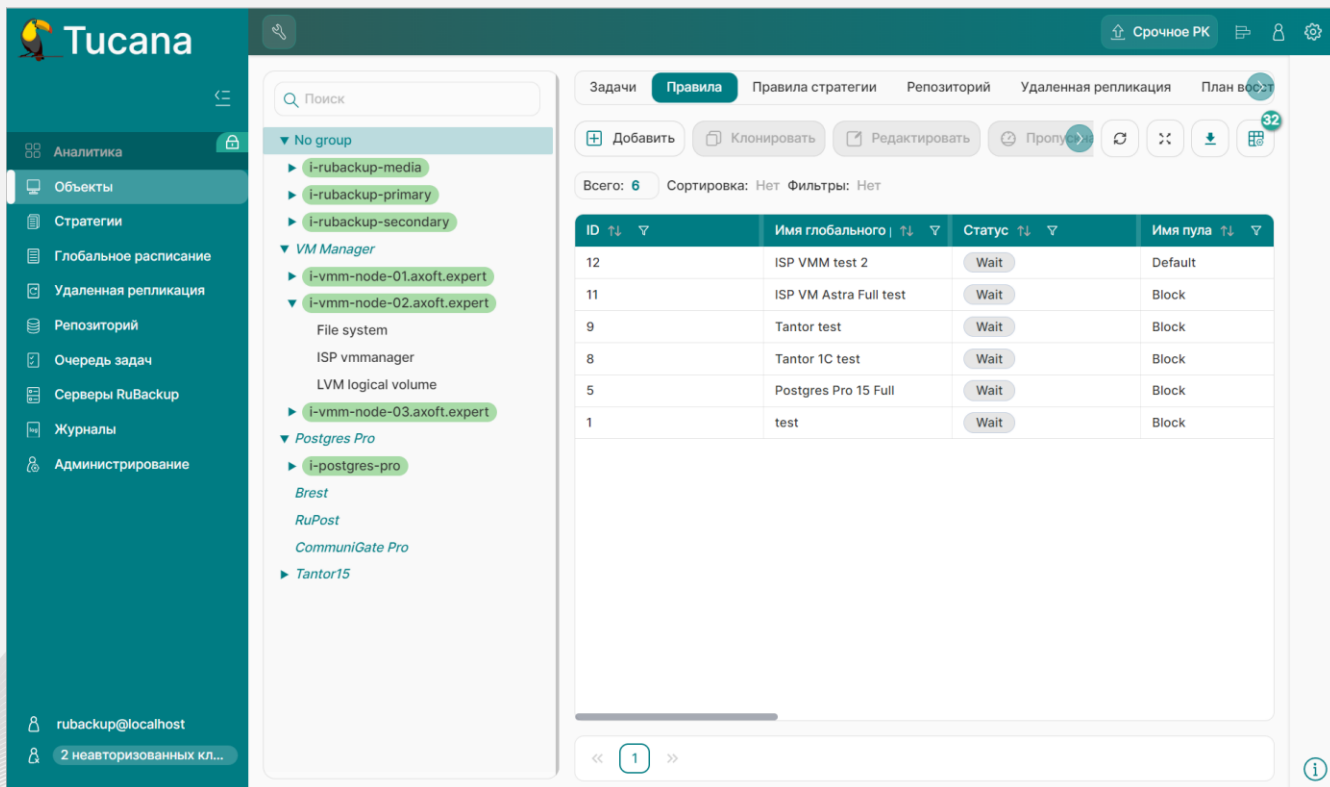 Tucana
Срочное РК
Аналитика
Объекты
Стратегии
Глобальное расписание
Удаленная репликация
Репозиторий
Очередь задач
Серверы RuBackup
Журналы
Администрирование
rubackup@localhost
2 неавторизованных кл...
Поиск
No group
i-rubackup-media
i-rubackup-primary
i-rubackup-secondary
VM Manager
i-vmm-node-01.axoft.expert
i-vmm-node-02.axoft.expert
File system
ISP vmmanager
LVM logical volume
i-vmm-node-03.axoft.expert
Postgres Pro
i-postgres-pro
Brest
RuPost
CommuniGate Pro
Tantor15
Задачи Правила Правила стратегии Репозиторий Удаленная репликация План
Добавить Клонировать Редактировать 32
Всего: 6 Сортировка: Нет Фильтры: Нет
ID Имя глобального Статус Имя пула
12 ISP VMM test 2 Wait Default
11 ISP VM Astra Full test Wait Block
9 Tantor test Wait Block
8 Tantor 1C test Wait Block
5 Postgres Pro 15 Full Wait Block
1 test Wait Block
1